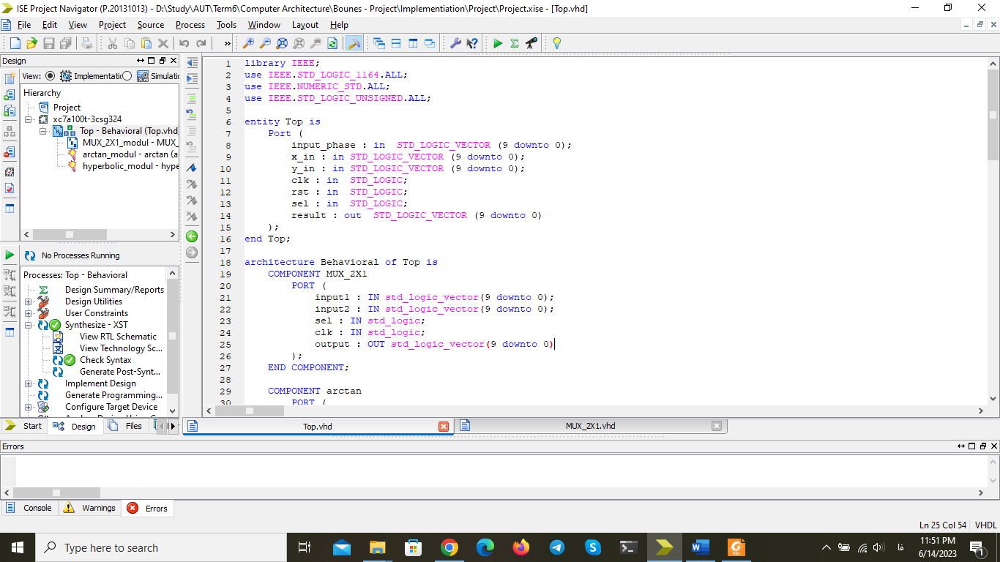 ISE Project Navigator (P.20131013) - D:\Study\AUT\Term6\Computer Architecture\Bounes - Project\Implementiation\Project\Project.xise - [Top.vhd]
File Edit View Project Source Process Tools Window Layout Help
»
Design
View: Implementatic Simulatic
Hierarchy
Project
xc7a100t-3csg324
Top - Behavioral (Top.vhd
MUX_2X1_modul - MUX_
arctan_modul - arctan (a
hyperbolic_modul - hype
No Processes Running
Processes: Top - Behavioral
Design Summary/Reports
Design Utilities
User Constraints
Synthesize - XST
View RTL Schematic
View Technology Sc...
Check Syntax
Generate Post-Synt...
Implement Design
Generate Programming...
Configure Target Device
Start Design Files
1 library IEEE;
2 use IEEE.STD_LOGIC_1164.ALL;
3 use IEEE.NUMERIC_STD.ALL;
4 use IEEE.STD_LOGIC_UNSIGNED.ALL;
5
6 entity Top is
7 Port (
8 input_phase : in  STD_LOGIC_VECTOR (9 downto 0);
9 x_in : in STD_LOGIC_VECTOR (9 downto 0);
10 y_in : in STD_LOGIC_VECTOR (9 downto 0);
11 clk : in  STD_LOGIC;
12 rst : in  STD_LOGIC;
13 sel : in  STD_LOGIC;
14 result : out  STD_LOGIC_VECTOR (9 downto 0)
15 );
16 end Top;
17
18 architecture Behavioral of Top is
19 COMPONENT MUX_2X1
20 PORT (
21 input1 : IN std_logic_vector(9 downto 0);
22 input2 : IN std_logic_vector(9 downto 0);
23 sel : IN std_logic;
24 clk : IN std_logic;
25 output : OUT std_logic_vector(9 downto 0)
26 );
27 END COMPONENT;
28
29 COMPONENT arctan
30 PORT (
Top.vhd MUX_2X1.vhd
Errors
Console Warnings Errors
Ln 25 Col 54 VHDL
Type here to search
فا
11:51 PM
6/14/2023
1